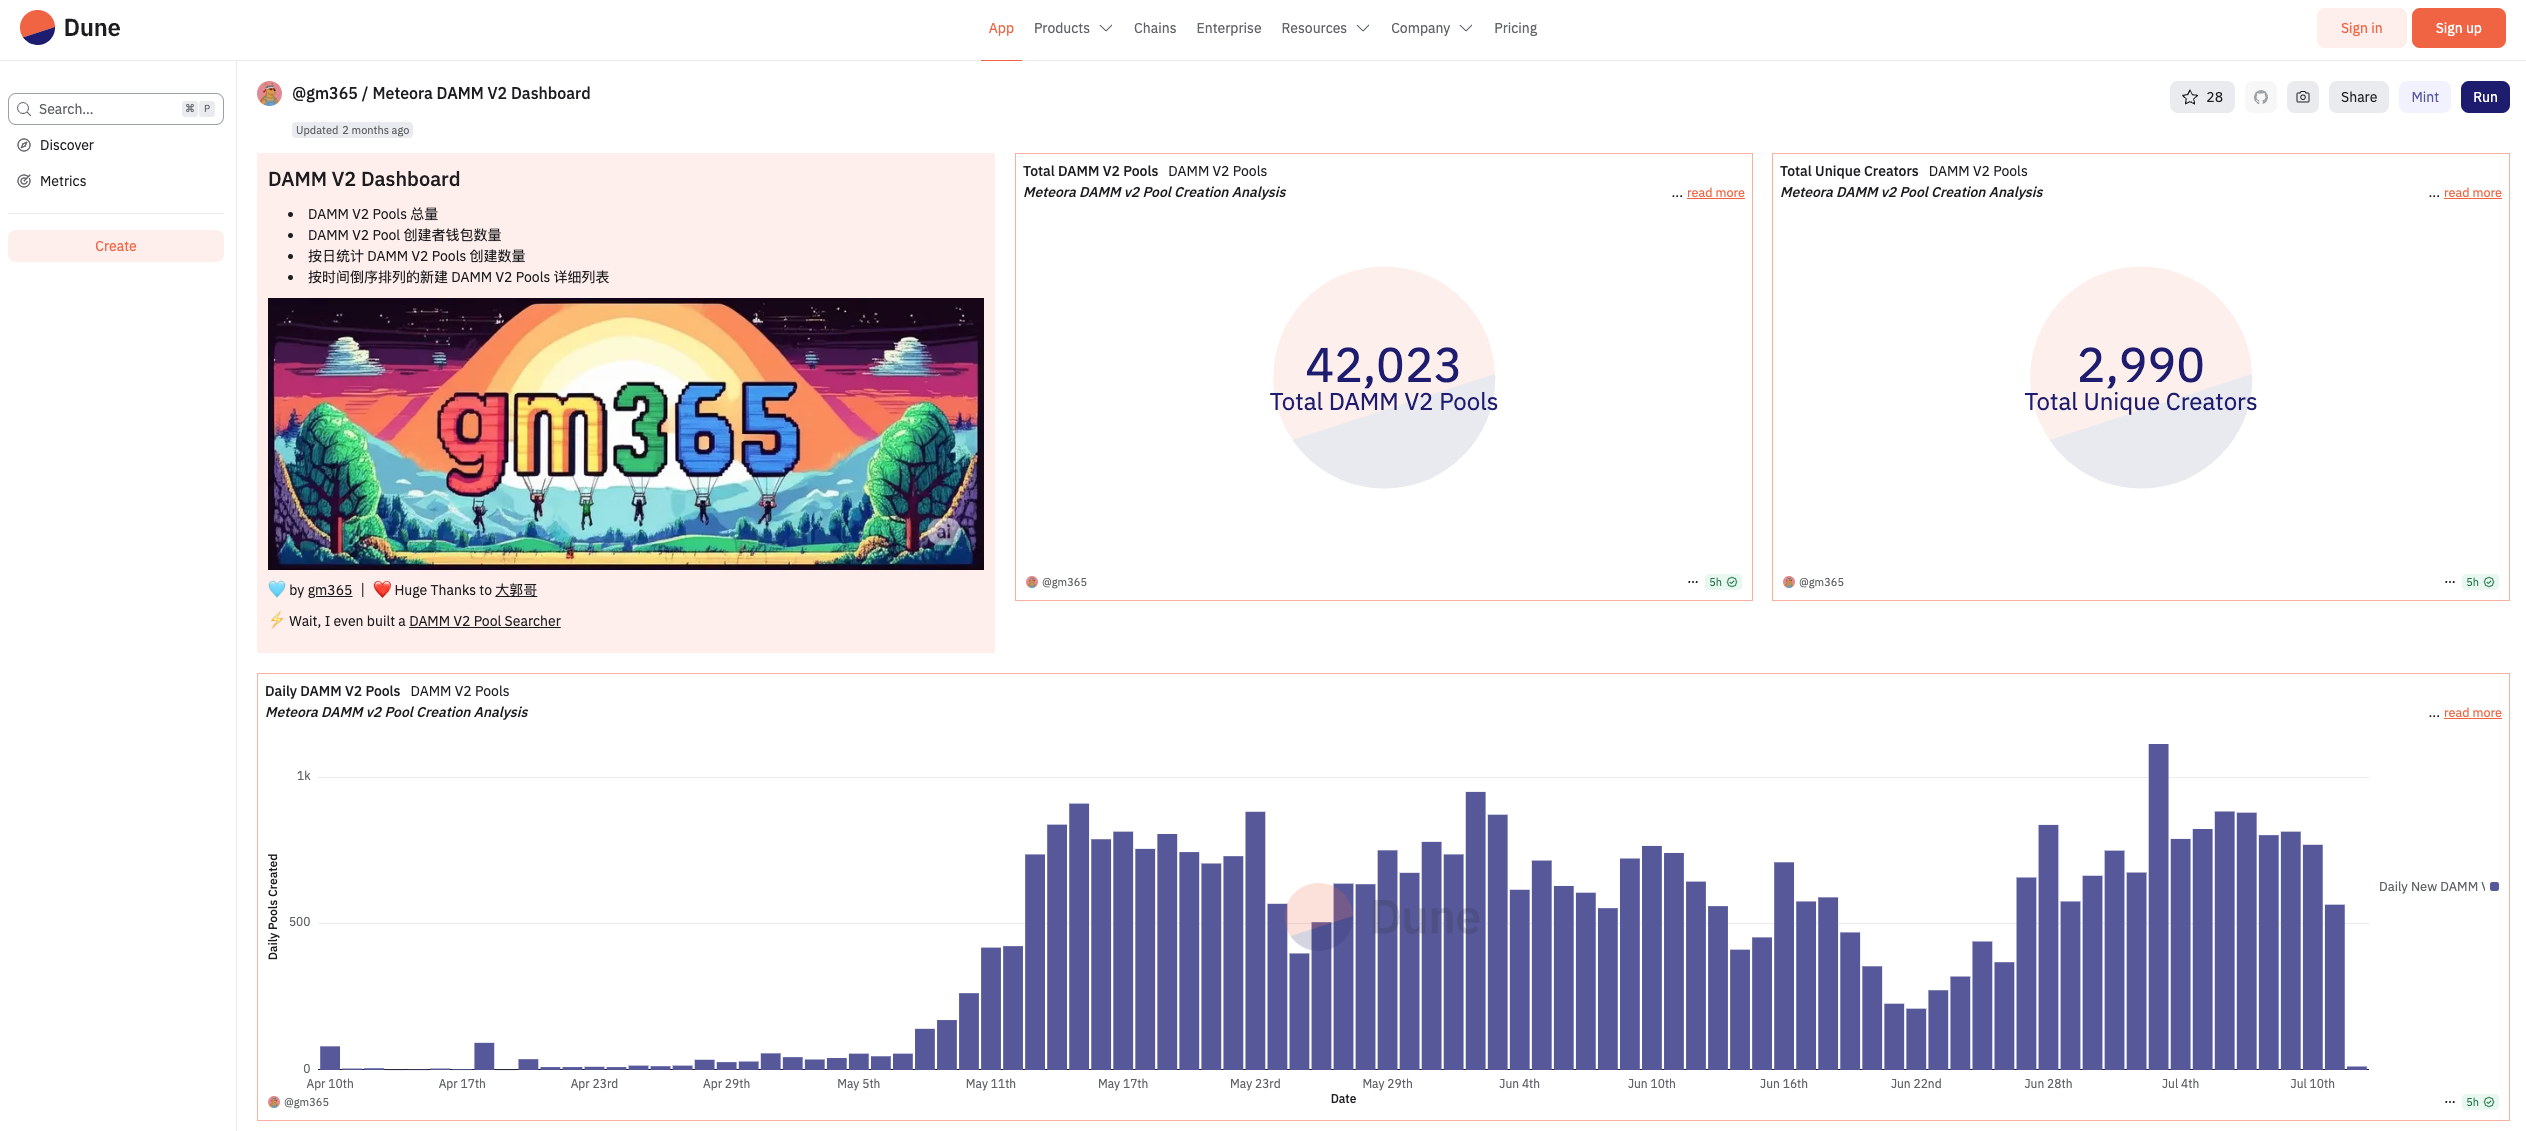 Dune
App Products Chains Enterprise Resources Company Pricing
Sign in Sign up
Search... ⌘ P
Discover
Metrics
Create
@gm365 / Meteora DAMM V2 Dashboard
Updated 2 months ago
28 Share Mint Run
DAMM V2 Dashboard
• DAMM V2 Pools 总量
• DAMM V2 Pool 创建者钱包数量
• 按日统计 DAMM V2 Pools 创建数量
• 按时间倒序排列的新建 DAMM V2 Pools 详细列表
gm365
ai
🩵 by gm365 | ❤️ Huge Thanks to 大郭哥
⚡ Wait, I even built a DAMM V2 Pool Searcher
Total DAMM V2 Pools DAMM V2 Pools
Meteora DAMM v2 Pool Creation Analysis ... read more
42,023
Total DAMM V2 Pools
@gm365 ... 5h
Total Unique Creators DAMM V2 Pools
Meteora DAMM v2 Pool Creation Analysis ... read more
2,990
Total Unique Creators
@gm365 ... 5h
Daily DAMM V2 Pools DAMM V2 Pools
Meteora DAMM v2 Pool Creation Analysis ... read more
Daily Pools Created
1k
500
0
Dune
Daily New DAMM V
Apr 10th Apr 17th Apr 23rd Apr 29th May 5th May 11th May 17th May 23rd May 29th Jun 4th Jun 10th Jun 16th Jun 22nd Jun 28th Jul 4th Jul 10th
Date
@gm365 ... 5h